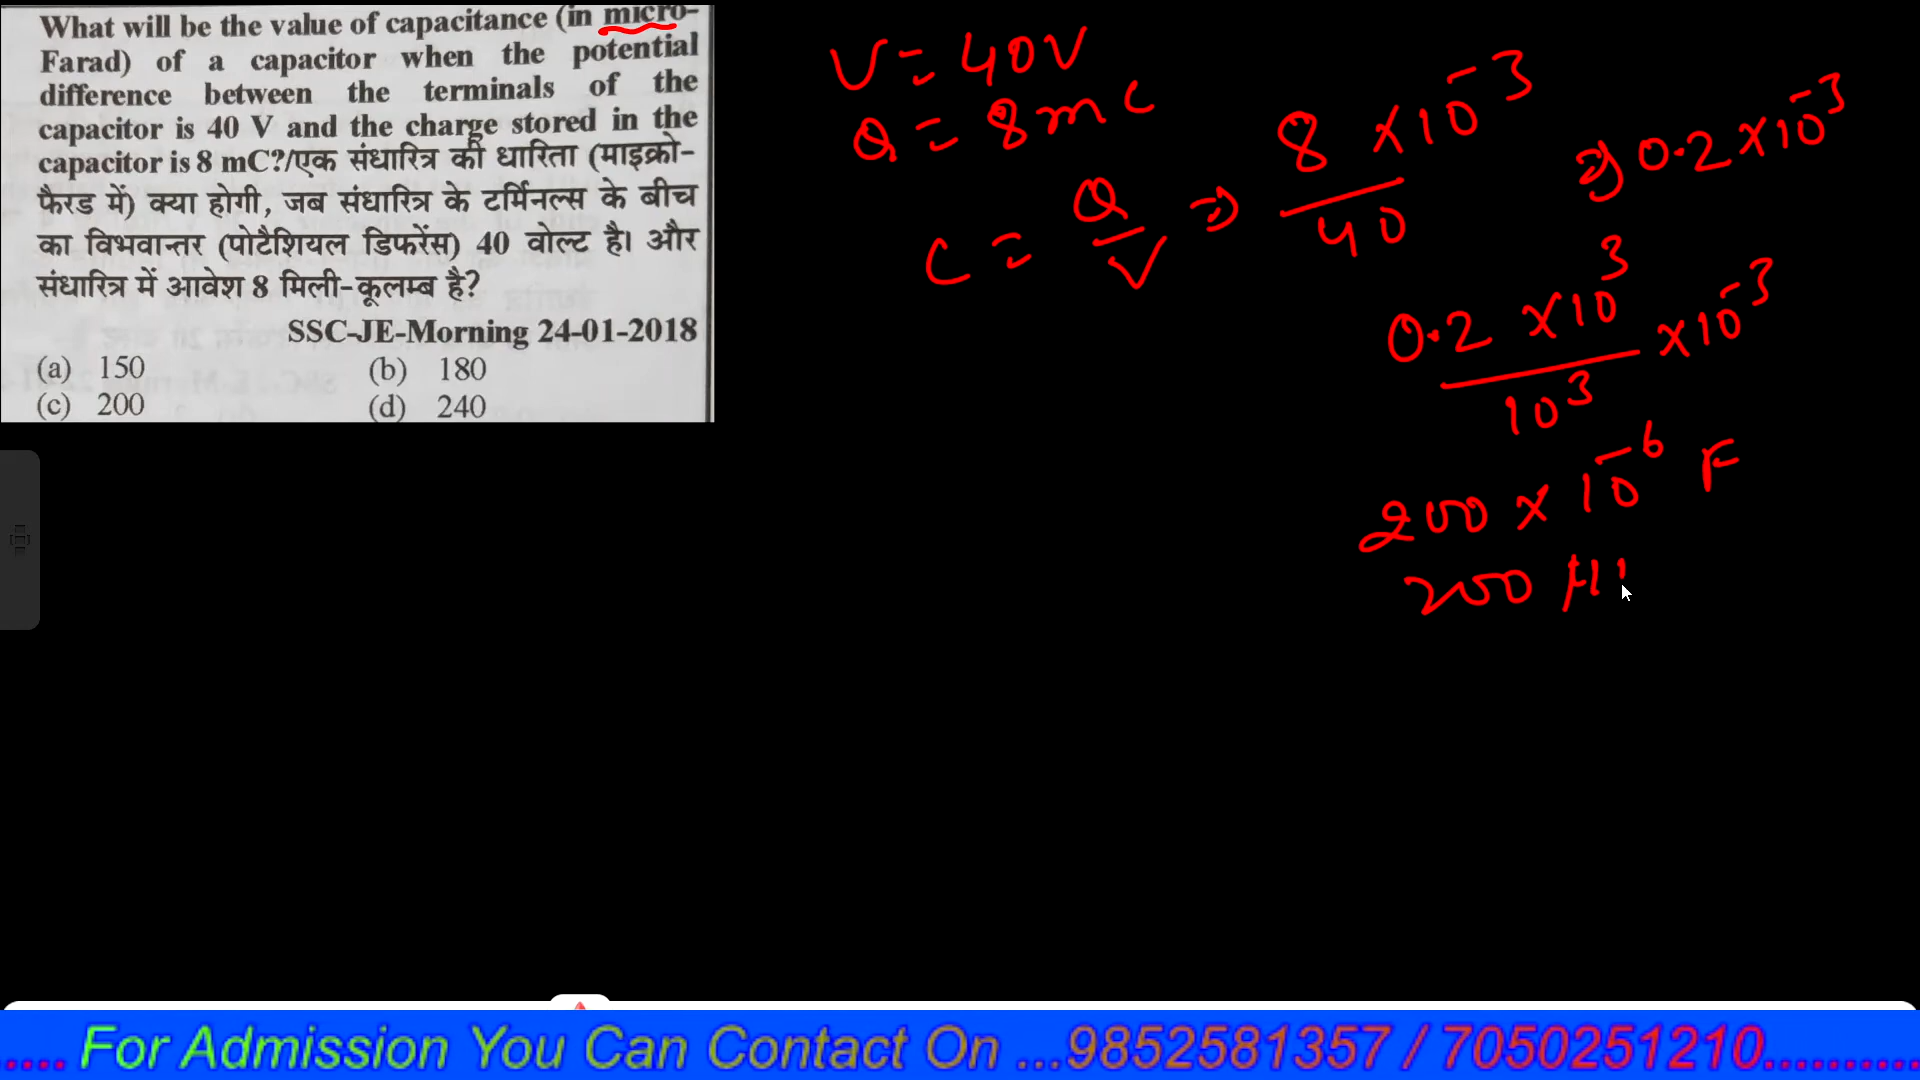 What will be the value of capacitance (in micro-
Farad) of a capacitor when the potential
difference between the terminals of the
capacitor is 40 V and the charge stored in the
capacitor is 8 mC?/एक संधारित्र की धारिता (माइक्रो-
फैरड में) क्या होगी, जब संधारित्र के टर्मिनल्स के बीच
का विभवान्तर (पोटैशियल डिफरेंस) 40 वोल्ट है। और
संधारित्र में आवेश 8 मिली-कूलम्ब है?
SSC-JE-Morning 24-01-2018
(a) 150 (b) 180
(c) 200 (d) 240
V = 40V
Q = 8mC
C = Q/V ⇒ 8 × 10⁻³ / 40 ⇒ 0.2 × 10⁻³
0.2 × 10³ / 10³ × 10⁻³
200 × 10⁻⁶ F
200 μ
..... For Admission You Can Contact On ...9852581357 / 7050251210..........